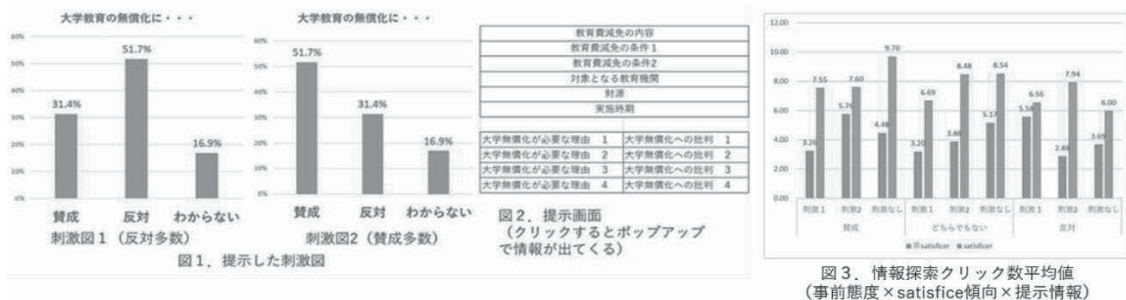 大学教育の無償化に・・・
60%
50%
40%
30%
20%
10%
0%
31.4%
51.7%
16.9%
賛成 反対 わからない
刺激図1（反対多数）
大学教育の無償化に・・・
60%
50%
40%
30%
20%
10%
0%
51.7%
31.4%
16.9%
賛成 反対 わからない
刺激図2（賛成多数）
図1．提示した刺激図
教育費減免の内容
教育費減免の条件1
教育費減免の条件2
対象となる教育機関
財源
実施時期
大学無償化が必要な理由 1 大学無償化への批判 1
大学無償化が必要な理由 2 大学無償化への批判 2
大学無償化が必要な理由 3 大学無償化への批判 3
大学無償化が必要な理由 4 大学無償化への批判 4
図2．提示画面
（クリックするとポップアップ
で情報が出てくる）
12.00
10.00
8.00
6.00
4.00
2.00
0.00
3.26 7.55 5.76 7.60 4.48 9.70 3.20 6.69 3.88 8.48 5.17 8.54 5.58 6.56 2.88 7.94 3.69 6.00
刺激1 刺激2 刺激なし 刺激1 刺激2 刺激なし 刺激1 刺激2 刺激なし
賛成 どちらでもない 反対
非satisficer satisficer
図3．情報探索クリック数平均値
（事前態度×satisfice傾向×提示情報）